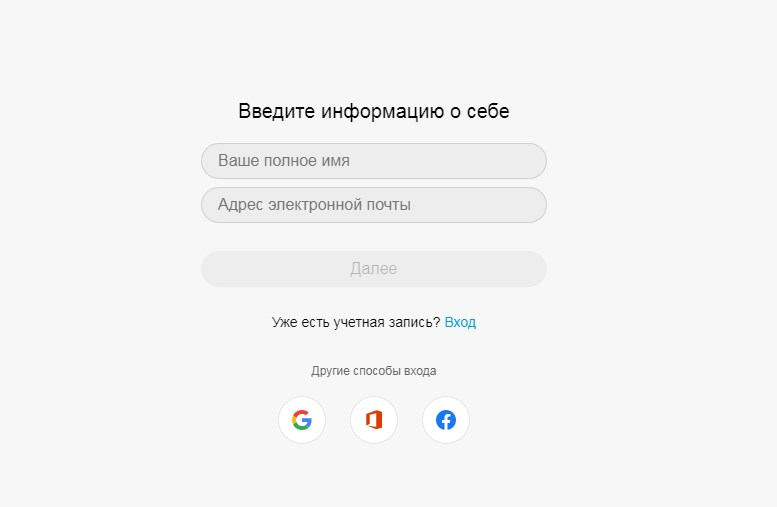 Введите информацию о себе
Ваше полное имя
Адрес электронной почты
Далее
Уже есть учетная запись? Вход
Другие способы входа